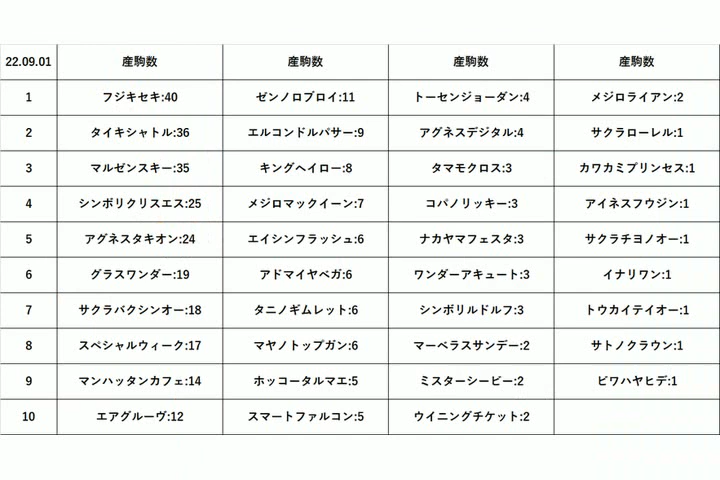 22.09.01 産駒数 産駒数 産駒数 産駒数
1 フジキセキ:40 ゼンノロブロイ:11 トーセンジョーダン:4 メジロライアン:2
2 タイキシャトル:36 エルコンドルパサー:9 アグネスデジタル:4 サクラローレル:1
3 マルゼンスキー:35 キングヘイロー:8 タマモクロス:3 カワカミプリンセス:1
4 シンボリクリスエス:25 メジロマックイーン:7 コパノリッキー:3 アイネスフウジン:1
5 アグネスタキオン:24 エイシンフラッシュ:6 ナカヤマフェスタ:3 サクラチヨノオー:1
6 グラスワンダー:19 アドマイヤベガ:6 ワンダーアキュート:3 イナリワン:1
7 サクラバクシンオー:18 タニノギムレット:6 シンボリルドルフ:3 トウカイテイオー:1
8 スペシャルウィーク:17 マヤノトップガン:6 マーベラスサンデー:2 サトノクラウン:1
9 マンハッタンカフェ:14 ホッコータルマエ:5 ミスターシービー:2 ビワハヤヒデ:1
10 エアグルーヴ:12 スマートファルコン:5 ウイニングチケット:2